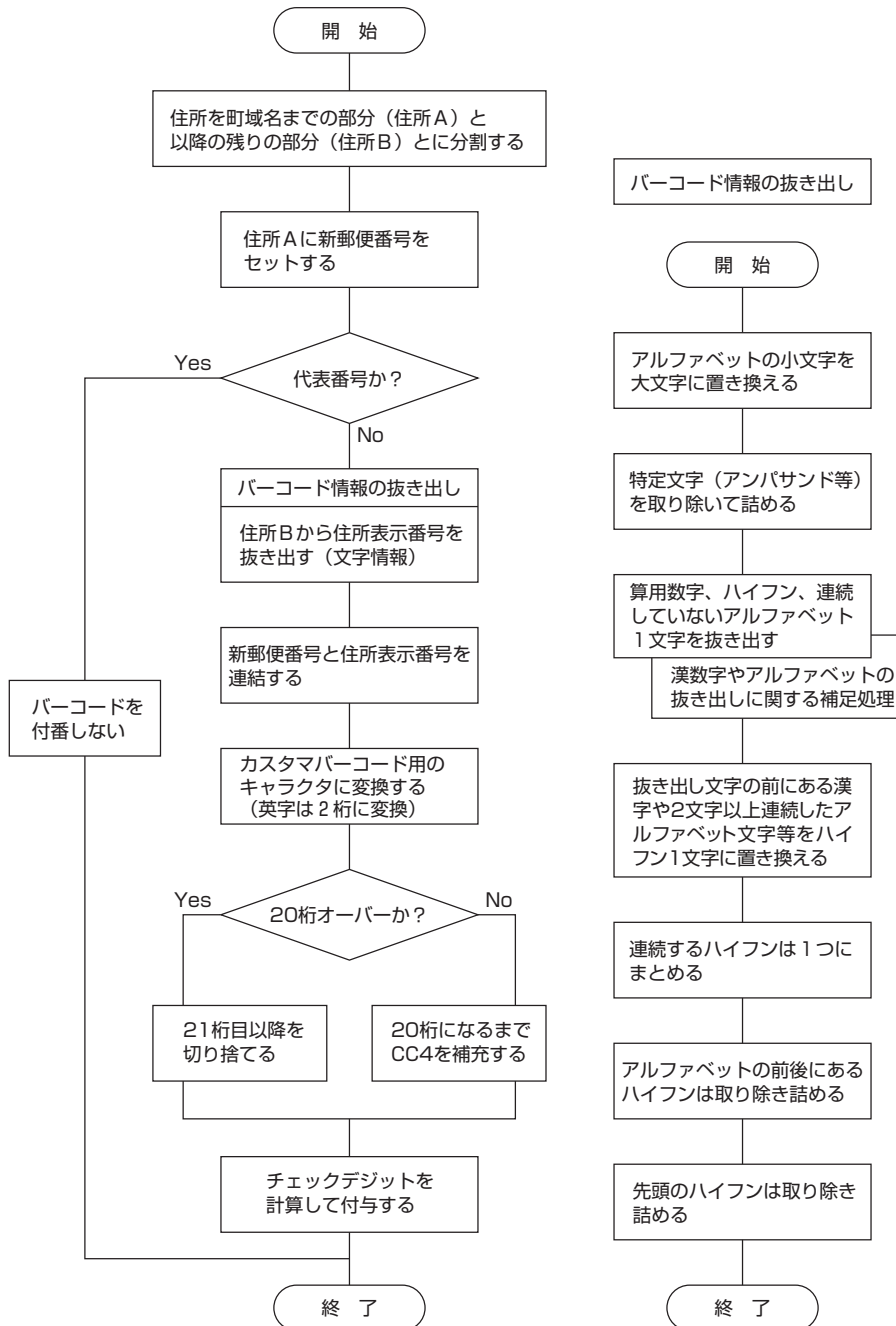 開 始
住所を町域名までの部分（住所A）と
以降の残りの部分（住所B）とに分割する
住所Aに新郵便番号を
セットする
代表番号か？
Yes
No
バーコード情報の抜き出し
住所Bから住所表示番号を
抜き出す（文字情報）
新郵便番号と住所表示番号を
連結する
バーコードを
付番しない
カスタマバーコード用の
キャラクタに変換する
（英字は２桁に変換）
20桁オーバーか？
Yes
No
21桁目以降を
切り捨てる
20桁になるまで
CC4を補充する
チェックデジットを
計算して付与する
終 了
バーコード情報の抜き出し
開 始
アルファベットの小文字を
大文字に置き換える
特定文字（アンパサンド等）
を取り除いて詰める
算用数字、ハイフン、連続
していないアルファベット
１文字を抜き出す
漢数字やアルファベットの
抜き出しに関する補足処理
抜き出し文字の前にある漢
字や2文字以上連続したア
ルファベット文字等をハイ
フン1文字に置き換える
連続するハイフンは１つに
まとめる
アルファベットの前後にある
ハイフンは取り除き詰める
先頭のハイフンは取り除き
詰める
終 了